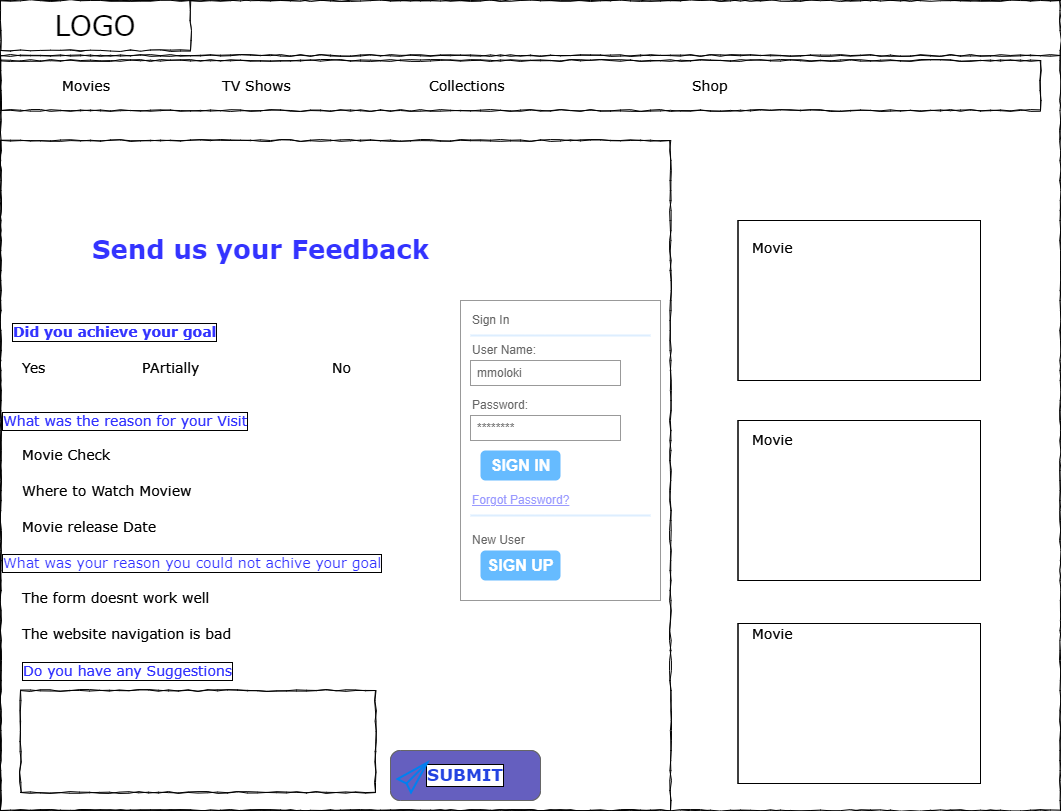 LOGO
Movies TV Shows Collections Shop
Send us your Feedback
Did you achieve your goal
Yes PArtially No
What was the reason for your Visit
Movie Check
Where to Watch Moview
Movie release Date
What was your reason you could not achive your goal
The form doesnt work well
The website navigation is bad
Do you have any Suggestions
SUBMIT
Sign In
User Name:
mmoloki
Password:
********
SIGN IN
Forgot Password?
New User
SIGN UP
Movie
Movie
Movie